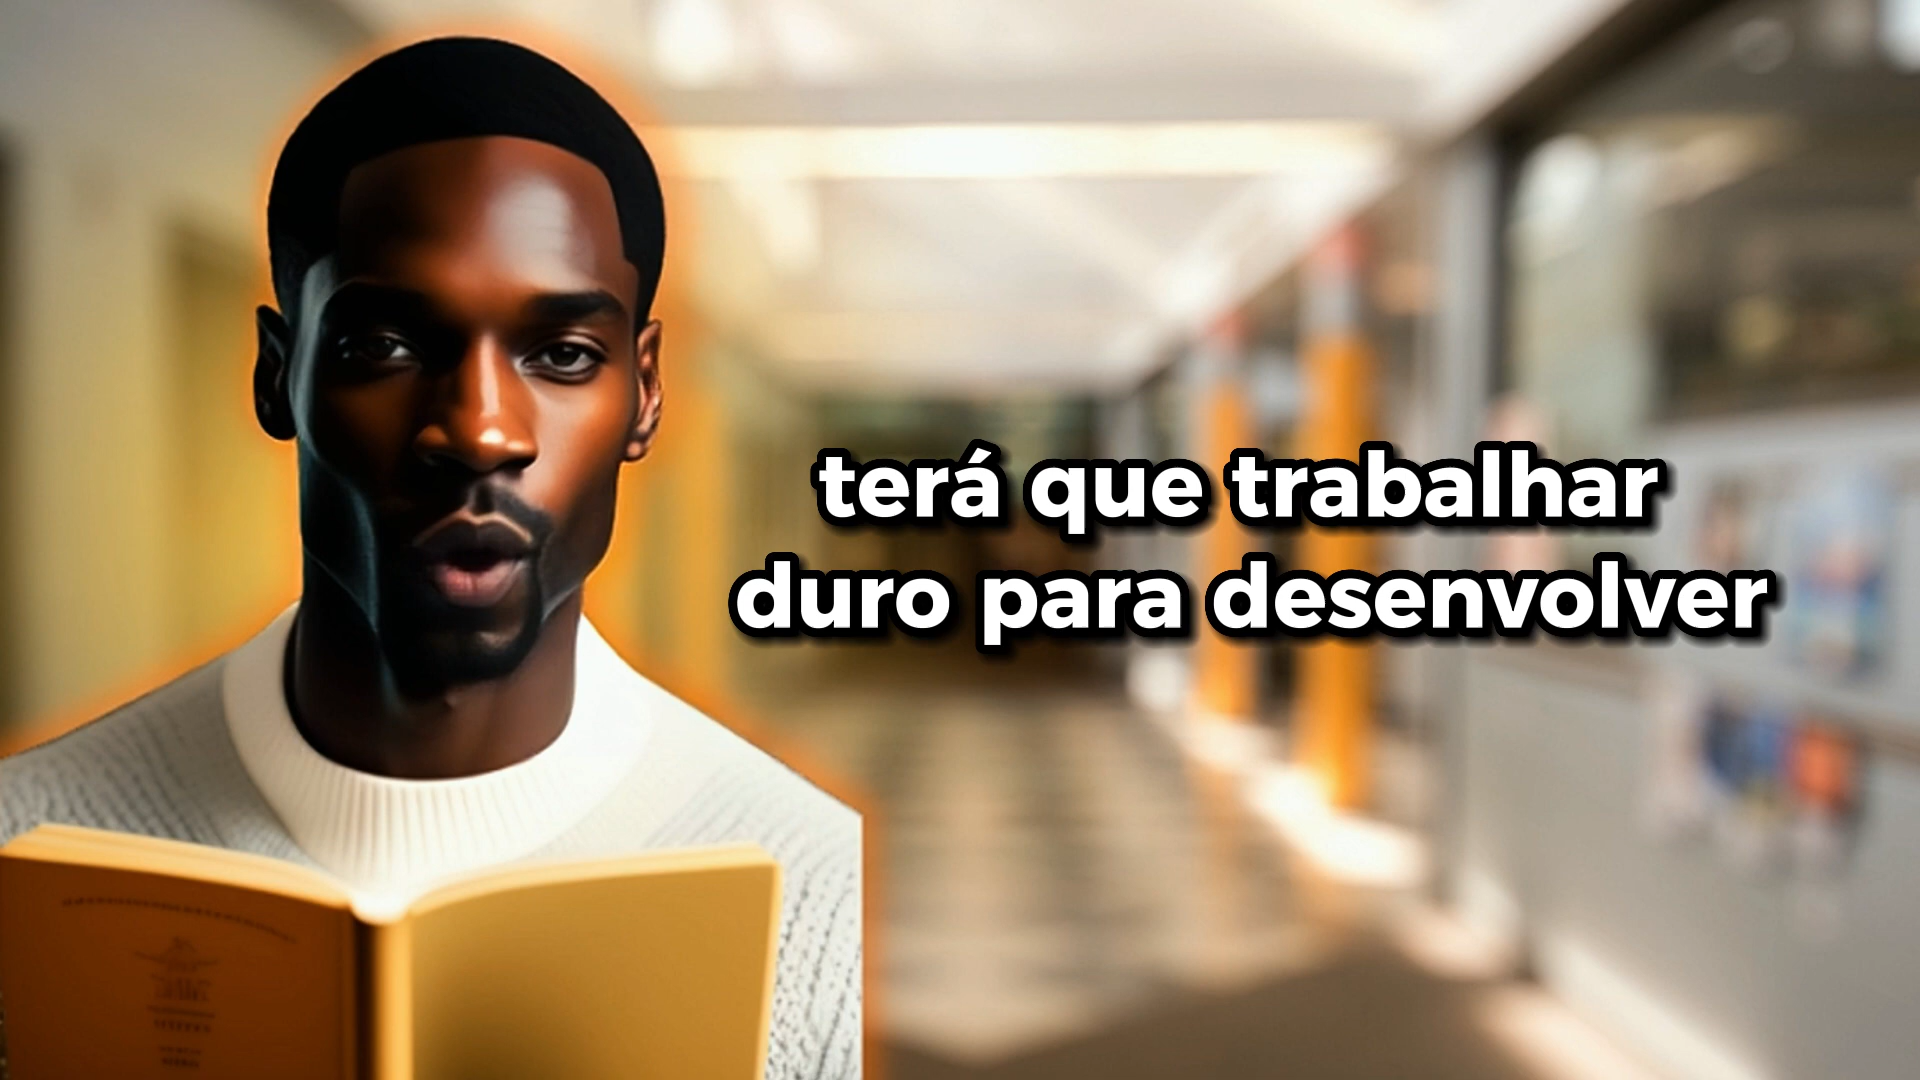 terá que trabalhar
duro para desenvolver